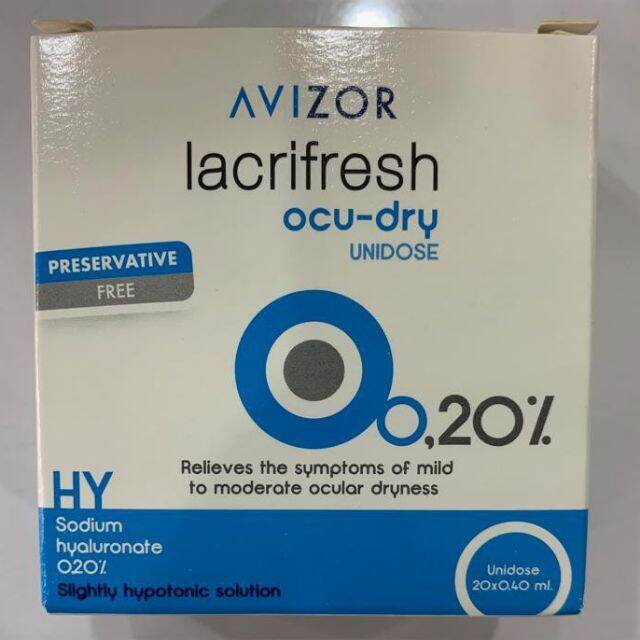 AVIZOR
lacrifresh
ocu-dry
UNIDOSE
PRESERVATIVE
FREE
0,20%
Relieves the symptoms of mild
to moderate ocular dryness
HY
Sodium
hyaluronate
0.20%
Slightly hypotonic solution
Unidose
20x0.40 ml.